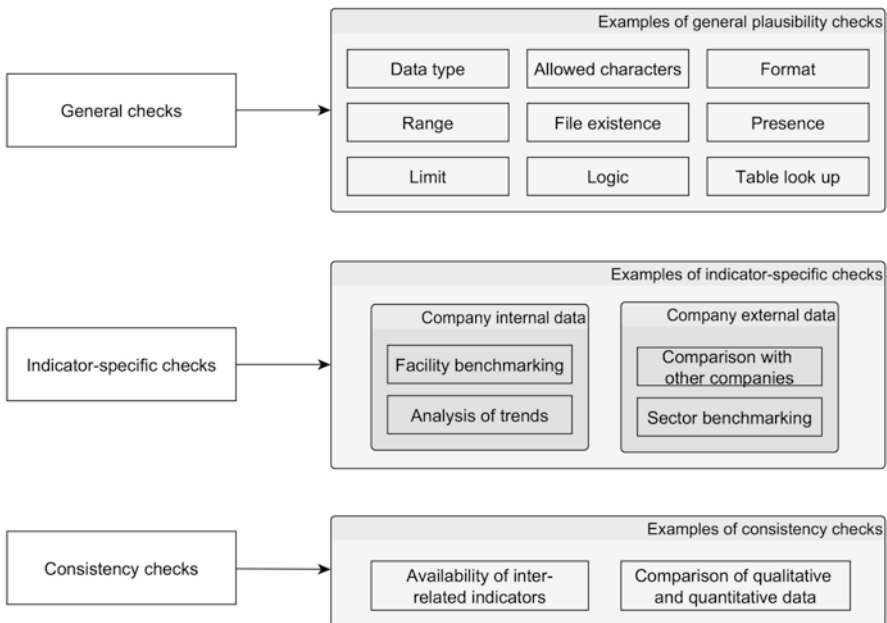 Examples of general plausibility checks
General checks
Data type
Allowed characters
Format
Range
File existence
Presence
Limit
Logic
Table look up
Examples of indicator-specific checks
Indicator-specific checks
Company internal data
Facility benchmarking
Analysis of trends
Company external data
Comparison with
other companies
Sector benchmarking
Examples of consistency checks
Consistency checks
Availability of inter-
related indicators
Comparison of qualitative
and quantitative data